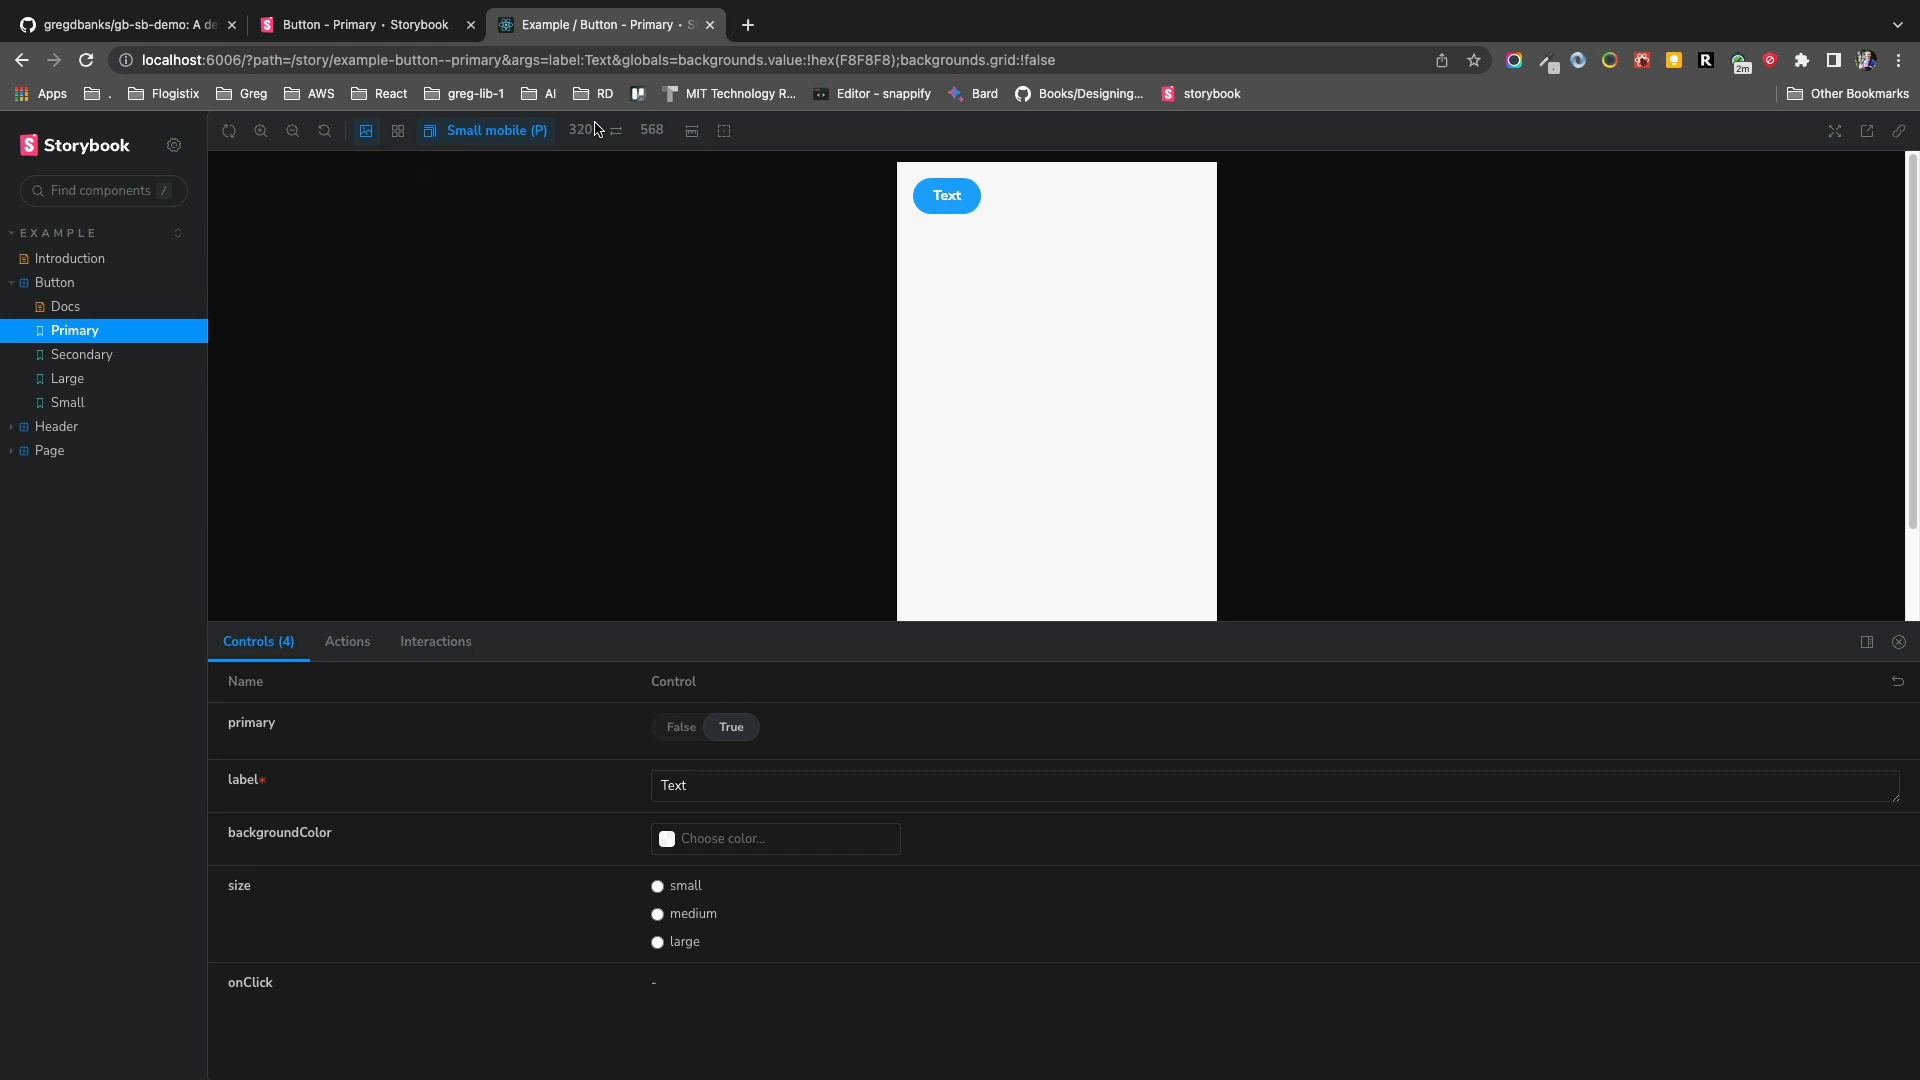 gregdbanks/gb-sb-demo: A de
Button - Primary · Storybook
Example / Button - Primary · S
localhost:6006/?path=/story/example-button--primary&args=label:Text&globals=backgrounds.value:!hex(F8F8F8);backgrounds.grid:!false
2m
Apps
.
Flogistix
Greg
AWS
React
greg-lib-1
AI
RD
MIT Technology R...
Editor - snappify
Bard
Books/Designing...
storybook
Other Bookmarks
Storybook
Find components /
EXAMPLE
Introduction
Button
Docs
Primary
Secondary
Large
Small
Header
Page
Small mobile (P)
320
568
Text
Controls (4)
Actions
Interactions
Name
Control
primary
False
True
label*
Text
backgroundColor
Choose color...
size
small
medium
large
onClick
-